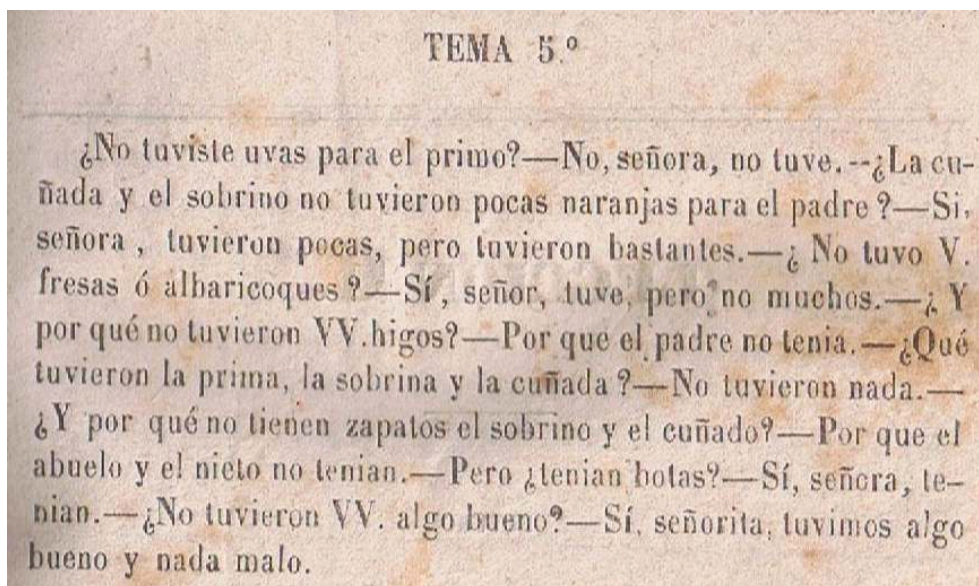 TEMA 5.º
¿No tuviste uvas para el primo?—No, señora, no tuve.--¿La cu-
ñada y el sobrino no tuvieron pocas naranjas para el padre?—Si,
señora, tuvieron pocas, pero tuvieron bastantes.—¿No tuvo V.
fresas ó albaricoques?—Sí, señor, tuve, pero no muchos.—¿Y
por qué no tuvieron VV. higos?—Por que el padre no tenia.—¿Qué
tuvieron la prima, la sobrina y la cuñada?—No tuvieron nada.—
¿Y por qué no tienen zapatos el sobrino y el cuñado?—Por que el
abuelo y el nieto no tenian.—Pero ¿tenian botas?—Sí, señora, te-
nian.—¿No tuvieron VV. algo bueno?—Sí, señorita, tuvimos algo
bueno y nada malo.